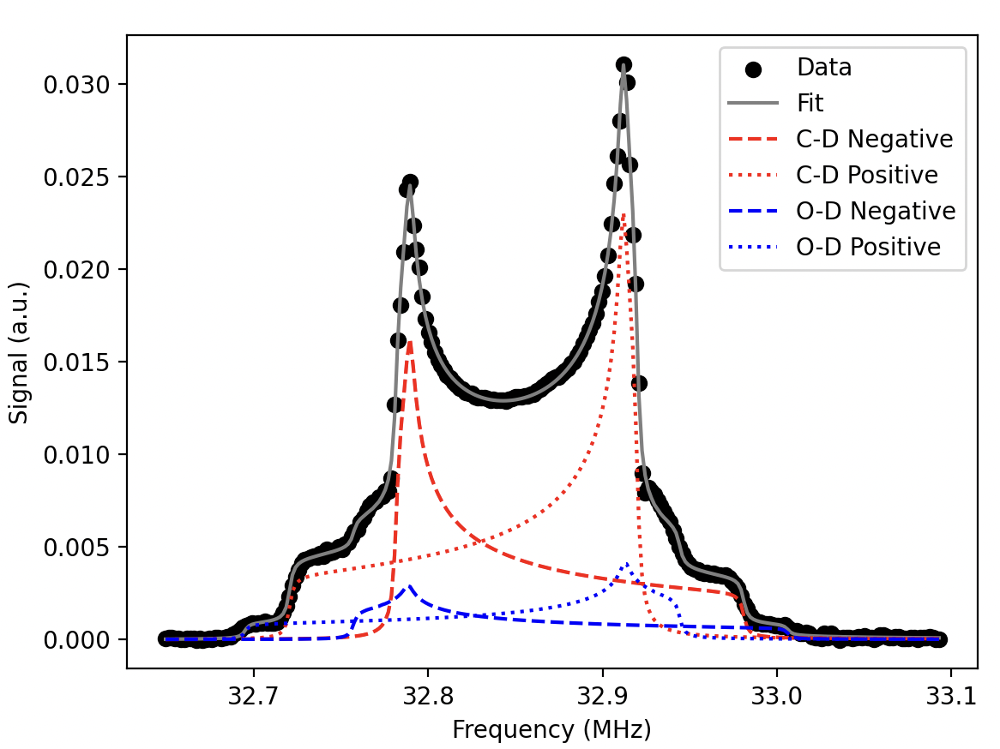 0.030
0.025
0.020
0.015
0.010
0.005
0.000
Signal (a.u.)
Data
Fit
C-D Negative
C-D Positive
O-D Negative
O-D Positive
32.7
32.8
32.9
33.0
33.1
Frequency (MHz)